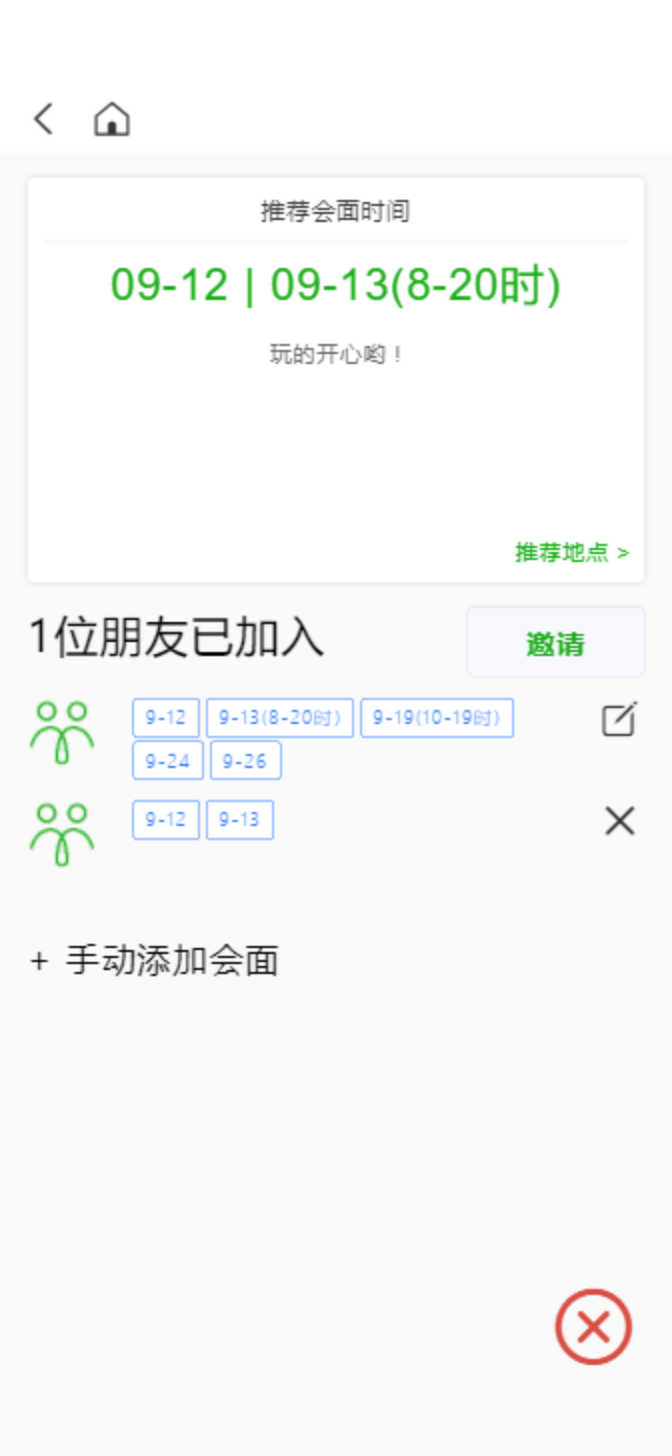 推荐会面时间
09-12 | 09-13(8-20时)
玩的开心哟！
推荐地点 >
1位朋友已加入
邀请
9-12 9-13(8-20时) 9-19(10-19时)
9-24 9-26
9-12 9-13
+ 手动添加会面